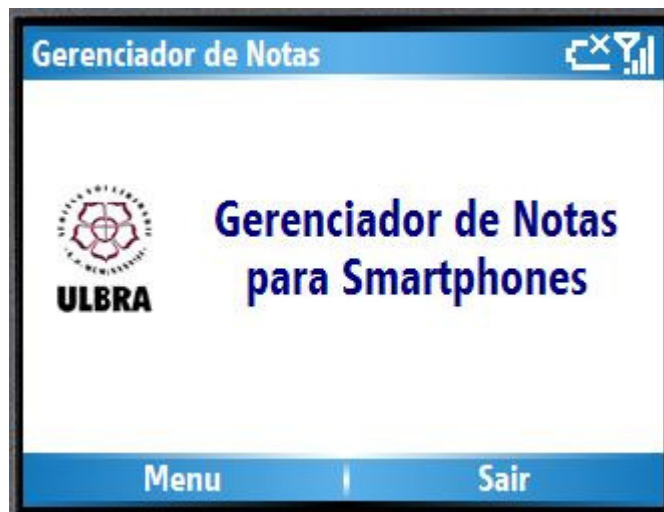 Gerenciador de Notas
Gerenciador de Notas
para Smartphones
ULBRA
Menu
Sair